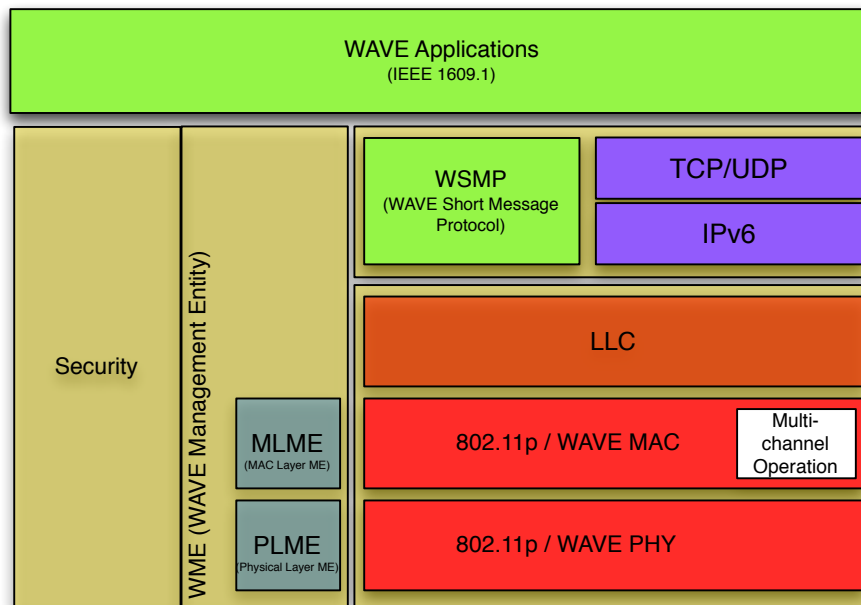 WAVE Applications
(IEEE 1609.1)
Security
WME (WAVE Management Entity)
WSMP
(WAVE Short Message
Protocol)
TCP/UDP
IPv6
LLC
MLME
(MAC Layer ME)
802.11p / WAVE MAC
Multi-
channel
Operation
PLME
(Physical Layer ME)
802.11p / WAVE PHY